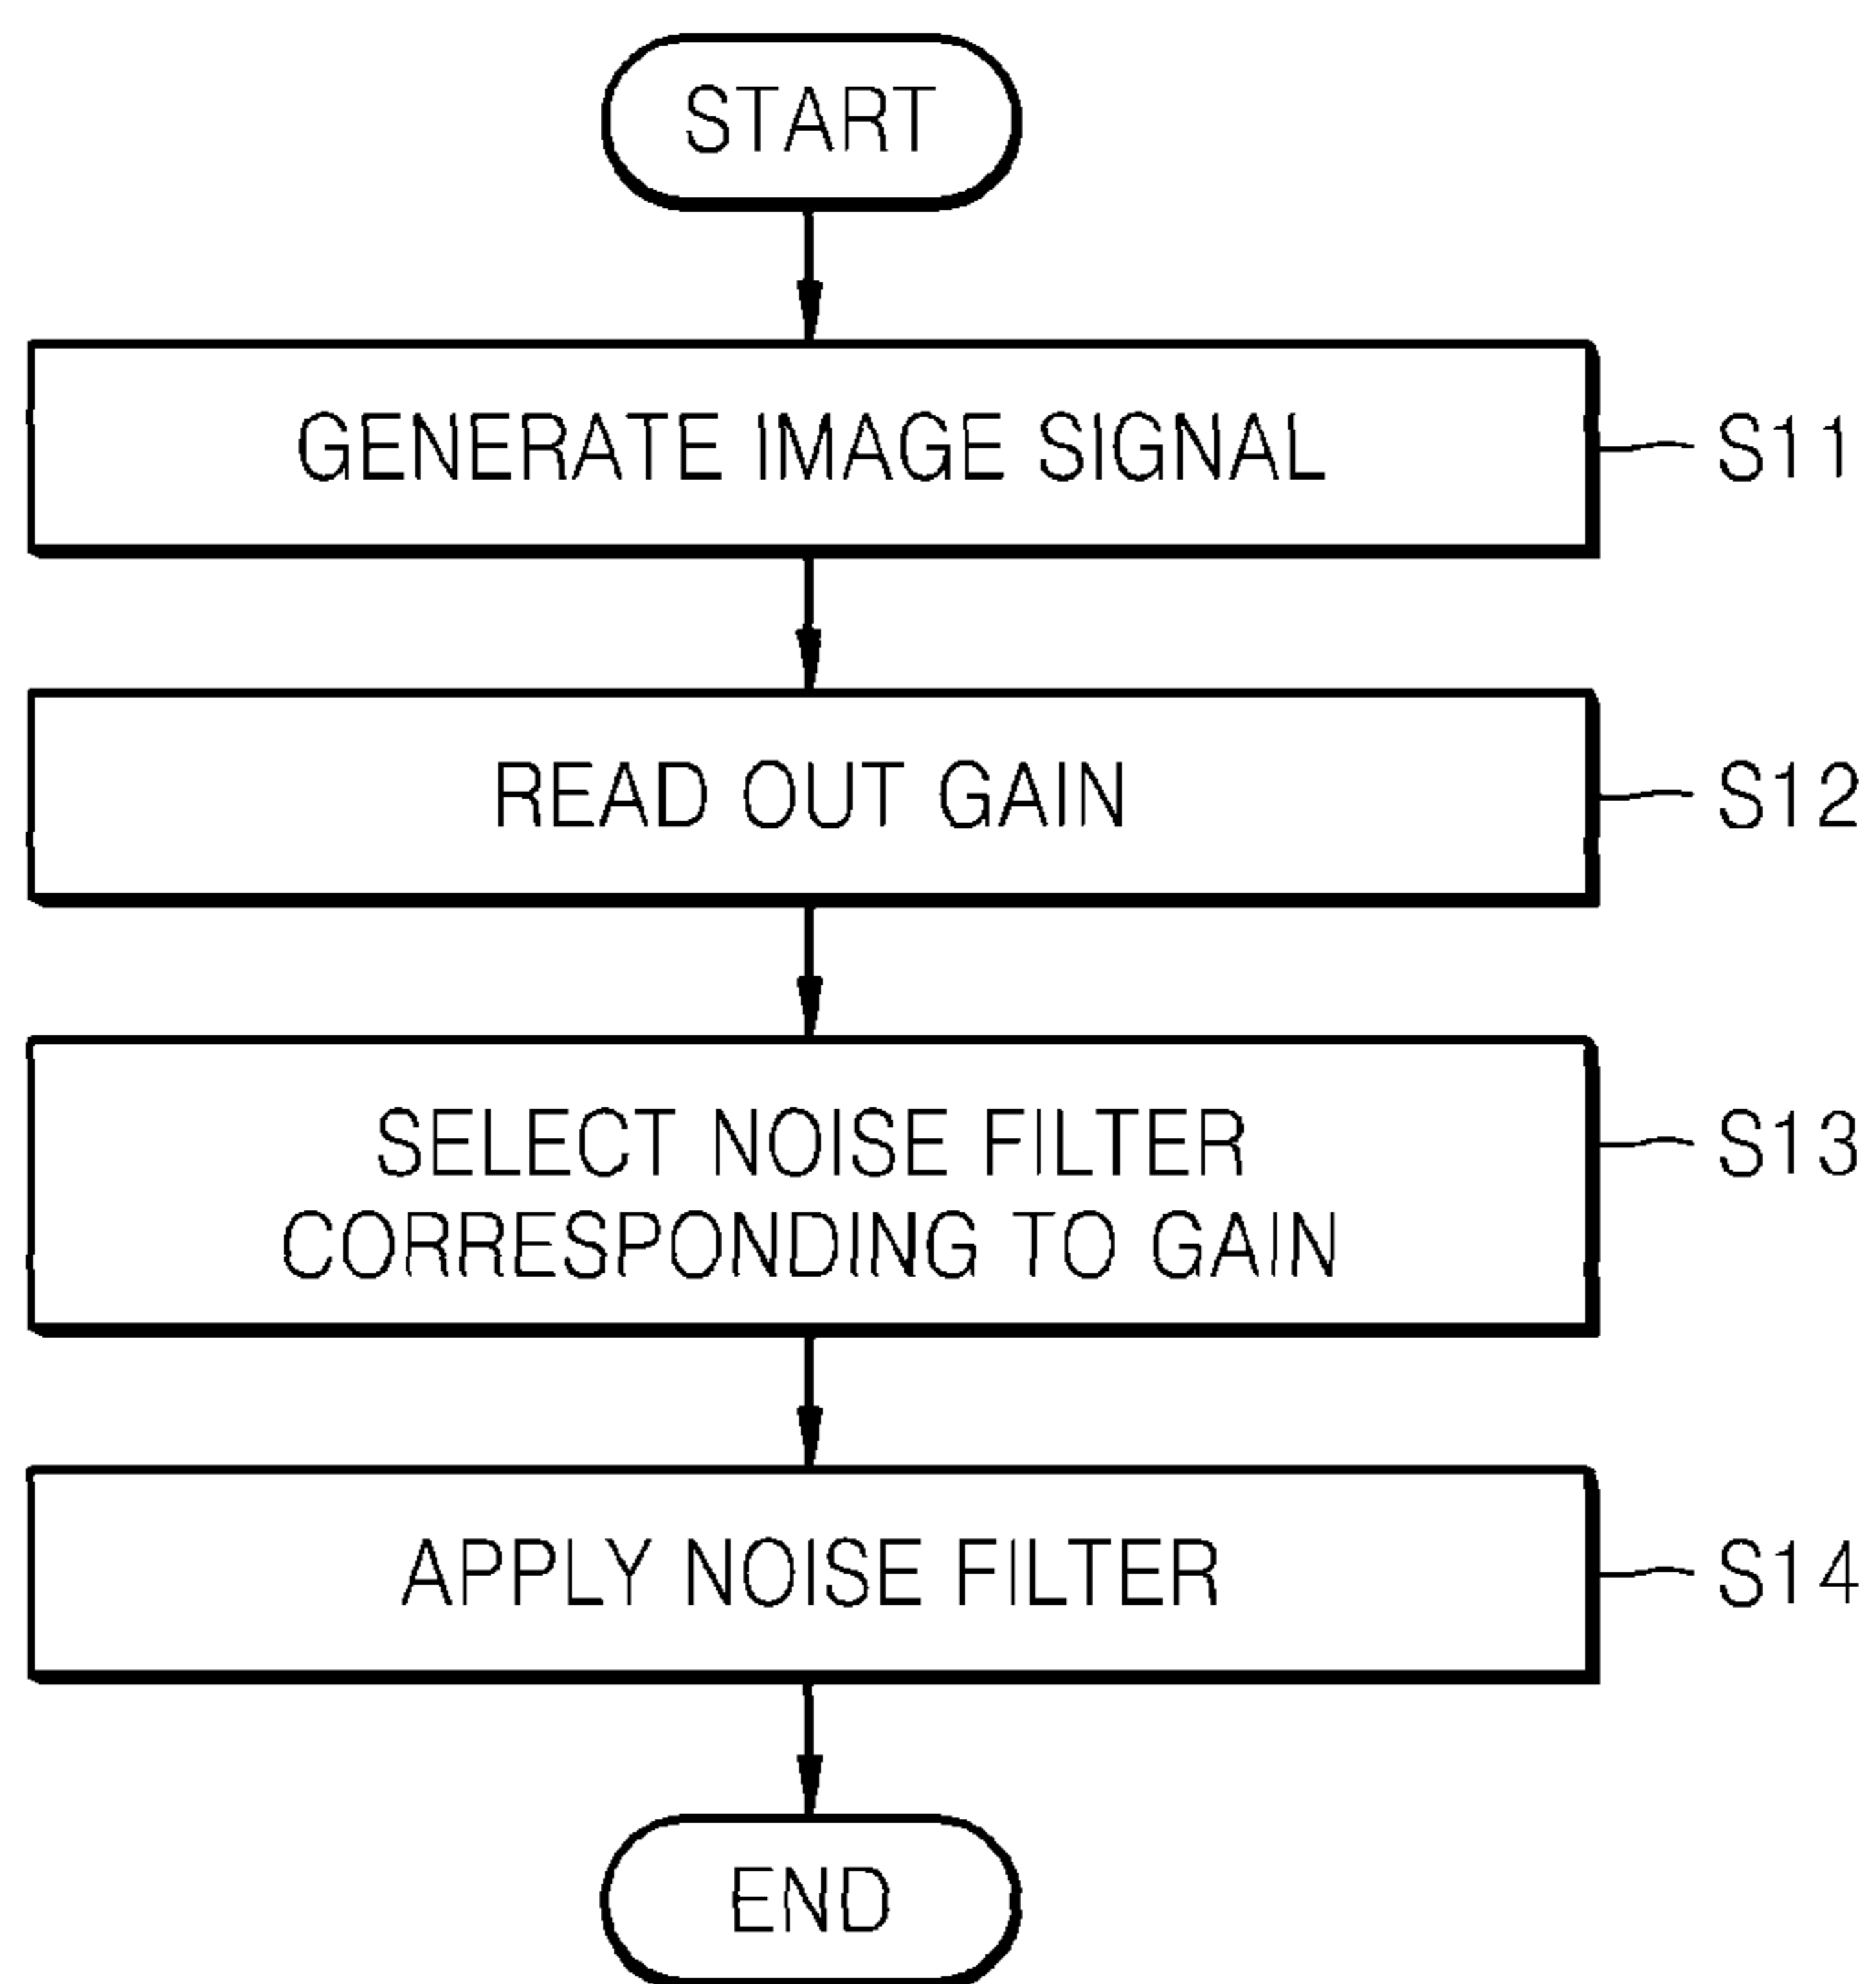 START
GENERATE IMAGE SIGNAL
S11
READ OUT GAIN
S12
SELECT NOISE FILTER
CORRESPONDING TO GAIN
S13
APPLY NOISE FILTER
S14
END